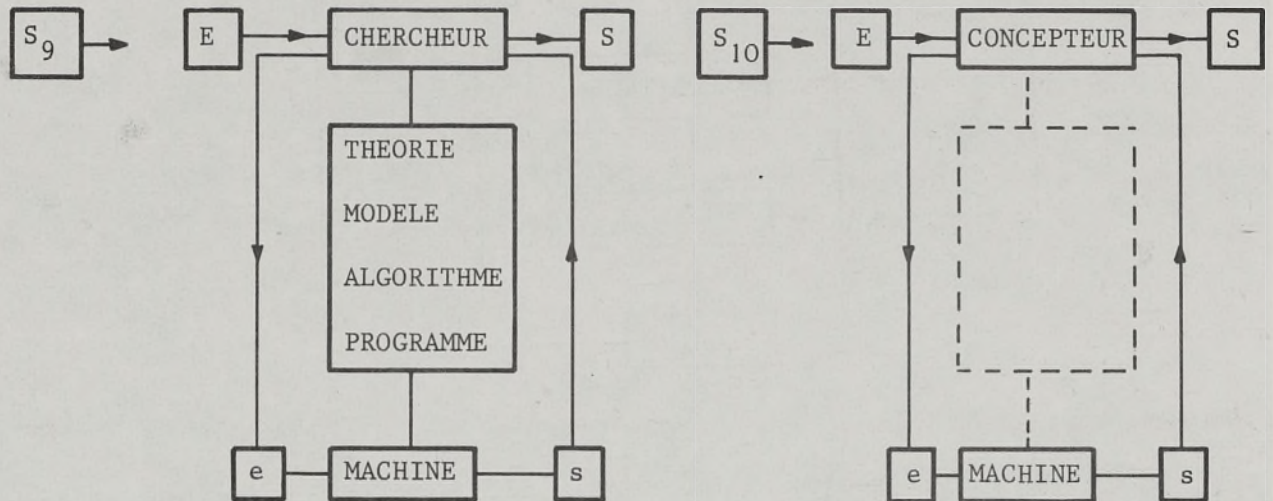 S9 E CHERCHEUR S
THEORIE
MODELE
ALGORITHME
PROGRAMME
e MACHINE s
S10 E CONCEPTEUR S
e MACHINE s